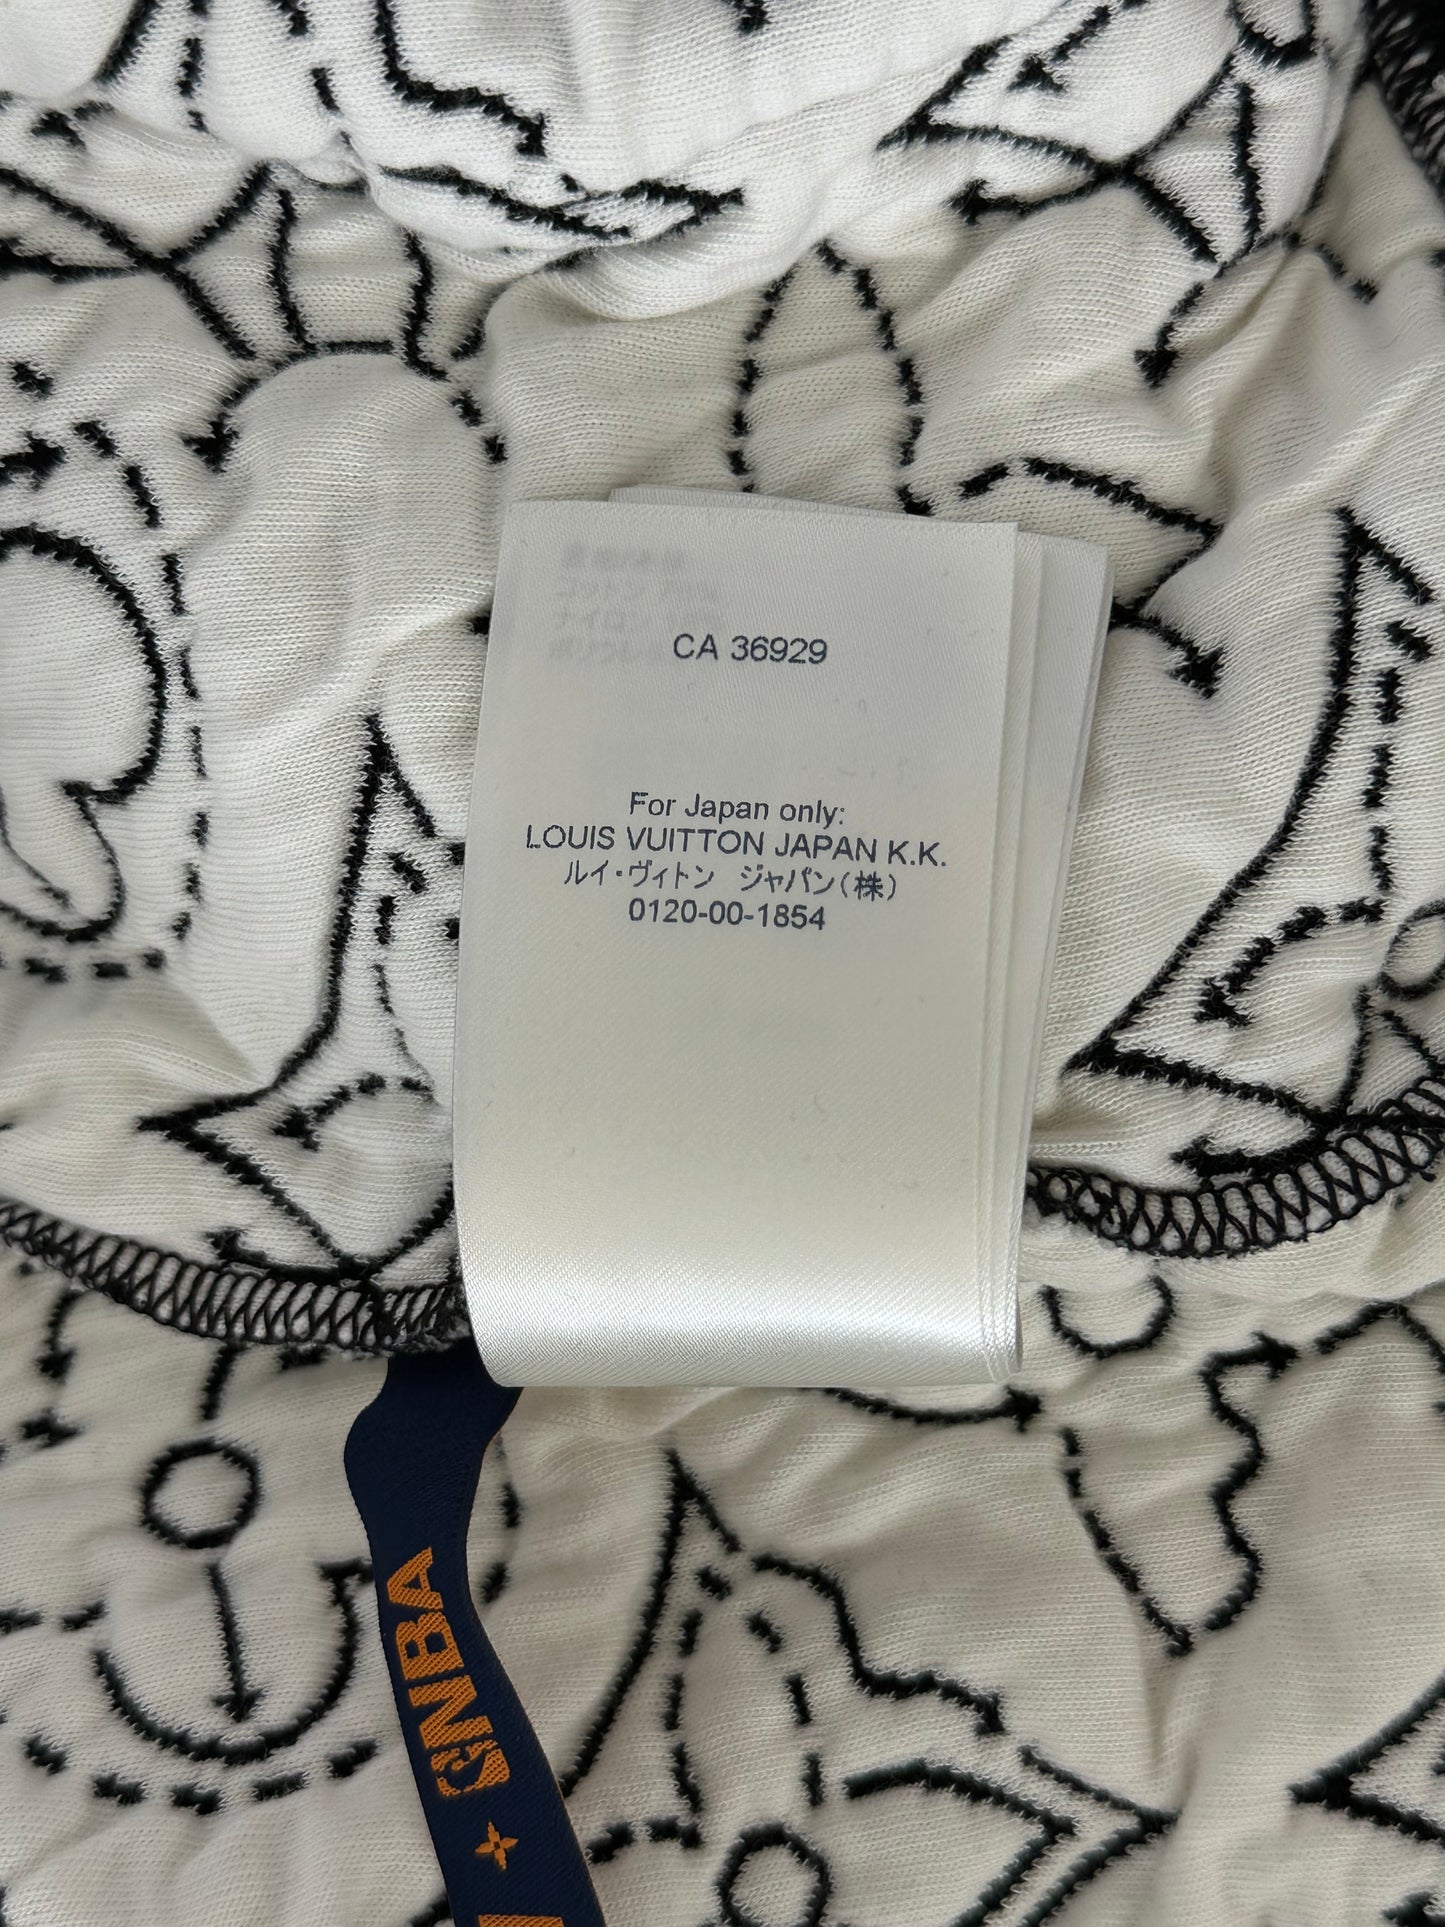 CA 36929
For Japan only:
LOUIS VUITTON JAPAN K.K.
ルイ・ヴィトン ジャパン(株)
0120-00-1854
NBA